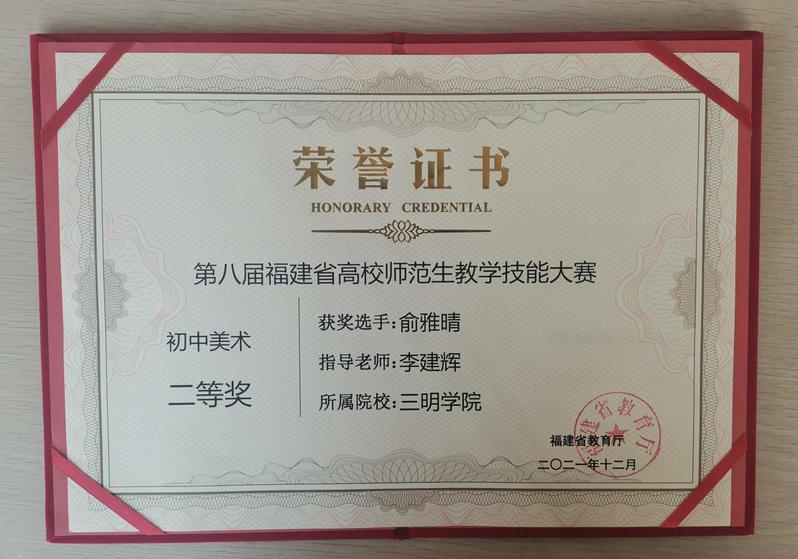 荣誉证书
HONORARY CREDENTIAL
第八届福建省高校师范生教学技能大赛
初中美术
二等奖
获奖选手:俞雅晴
指导老师:李建辉
所属院校:三明学院
福建省教育厅
福建省教育厅
二〇二一年十二月